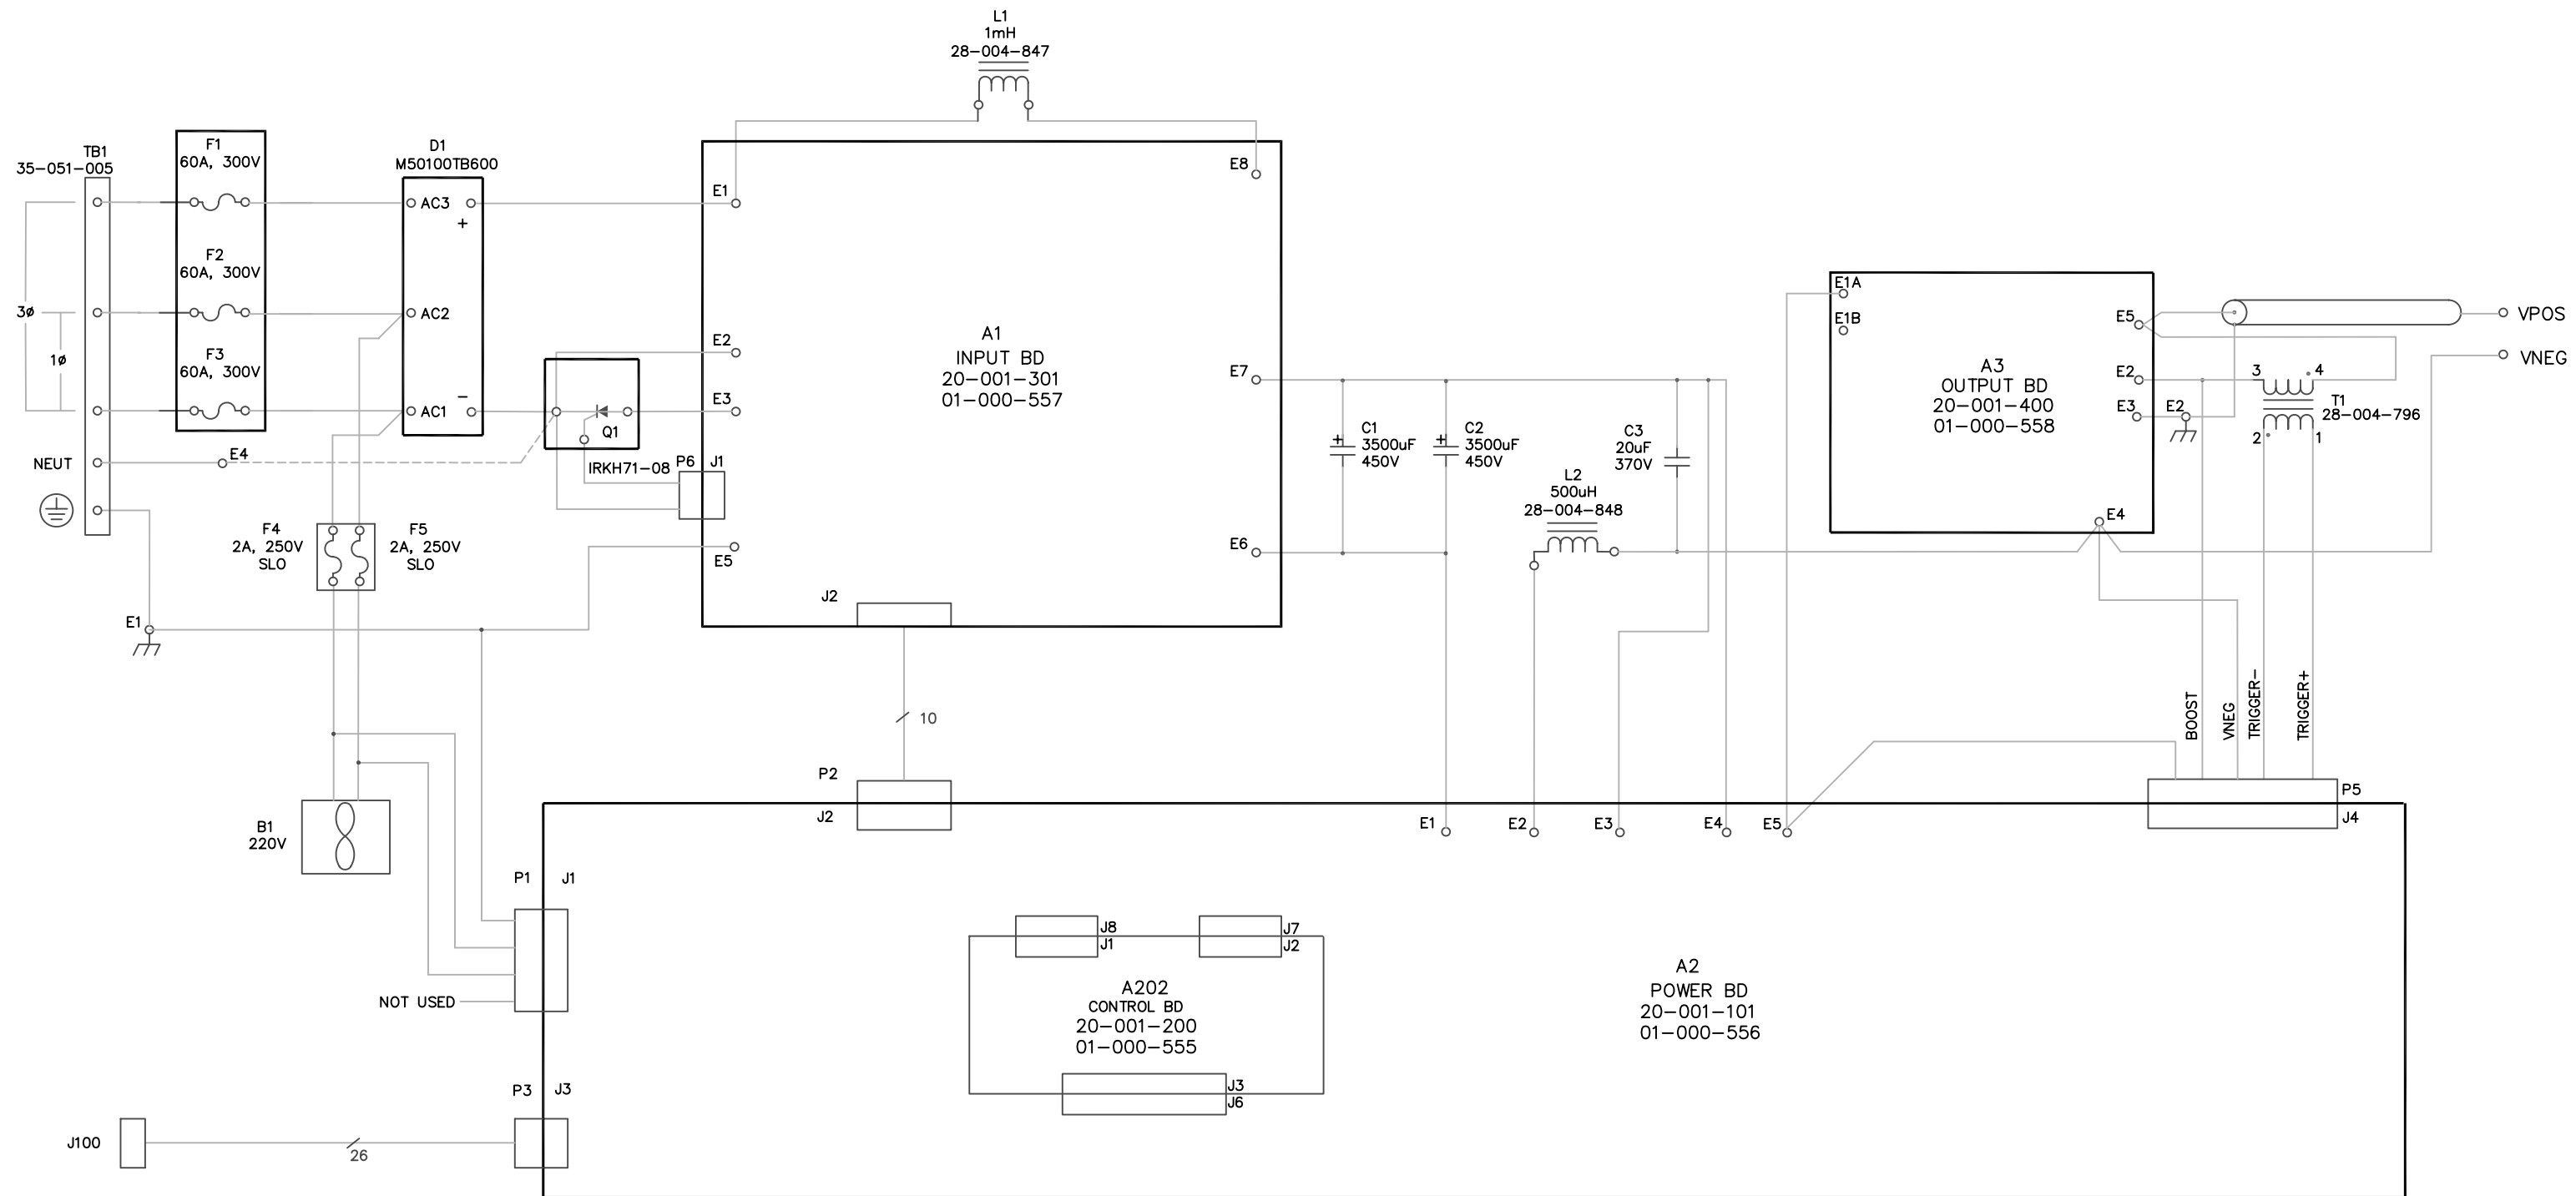 L1
1mH
28-004-847
TB1
35-051-005
F1
60A, 300V
D1
M50100TB600
E8
E1
AC3
+
F2
60A, 300V
3ø
AC2
F3
60A, 300V
1ø
E2
A1
INPUT BD
20-001-301
01-000-557
E7
E3
AC1
-
Q1
NEUT
E4
IRKH71-08
P6
J1
F4
2A, 250V
SLO
F5
2A, 250V
SLO
E5
E6
E1
J2
+
C1
3500uF
450V
+
C2
3500uF
450V
C3
20uF
370V
L2
500uH
28-004-848
E1A
E1B
A3
OUTPUT BD
20-001-400
01-000-558
E5
E2
E3
E2
E4
VPOS
VNEG
3
4
T1
28-004-796
2
1
BOOST
VNEG
TRIGGER-
TRIGGER+
10
P2
J2
P5
J4
E1
E2
E3
E4
E5
B1
220V
P1
J1
NOT USED
J8
J1
J7
J2
A202
CONTROL BD
20-001-200
01-000-555
J3
J6
A2
POWER BD
20-001-101
01-000-556
P3
J3
J100
26